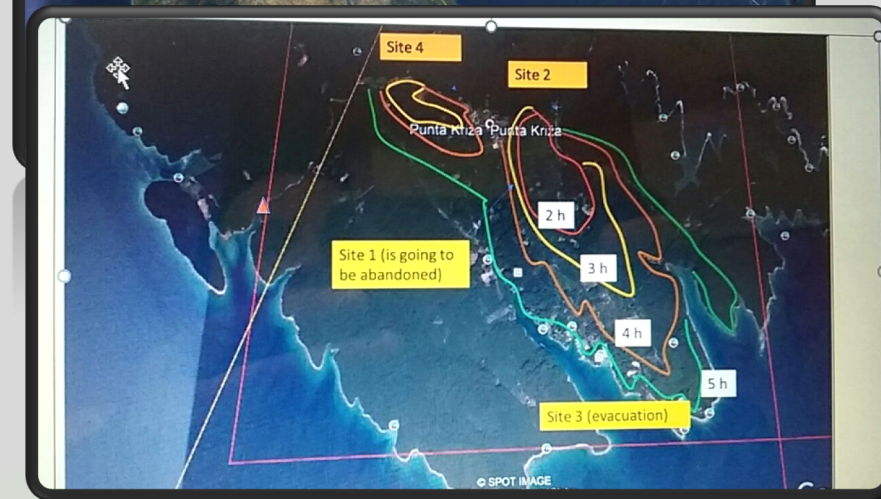 Site 4
Site 2
Punta Kriza Punta Kriza
2 h
Site 1 (is going to
be abandoned)
3 h
4 h
5 h
Site 3 (evacuation)
© SPOT IMAGE